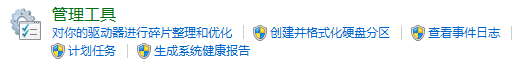 管理工具
对你的驱动器进行碎片整理和优化 创建并格式化硬盘分区 查看事件日志
计划任务 生成系统健康报告